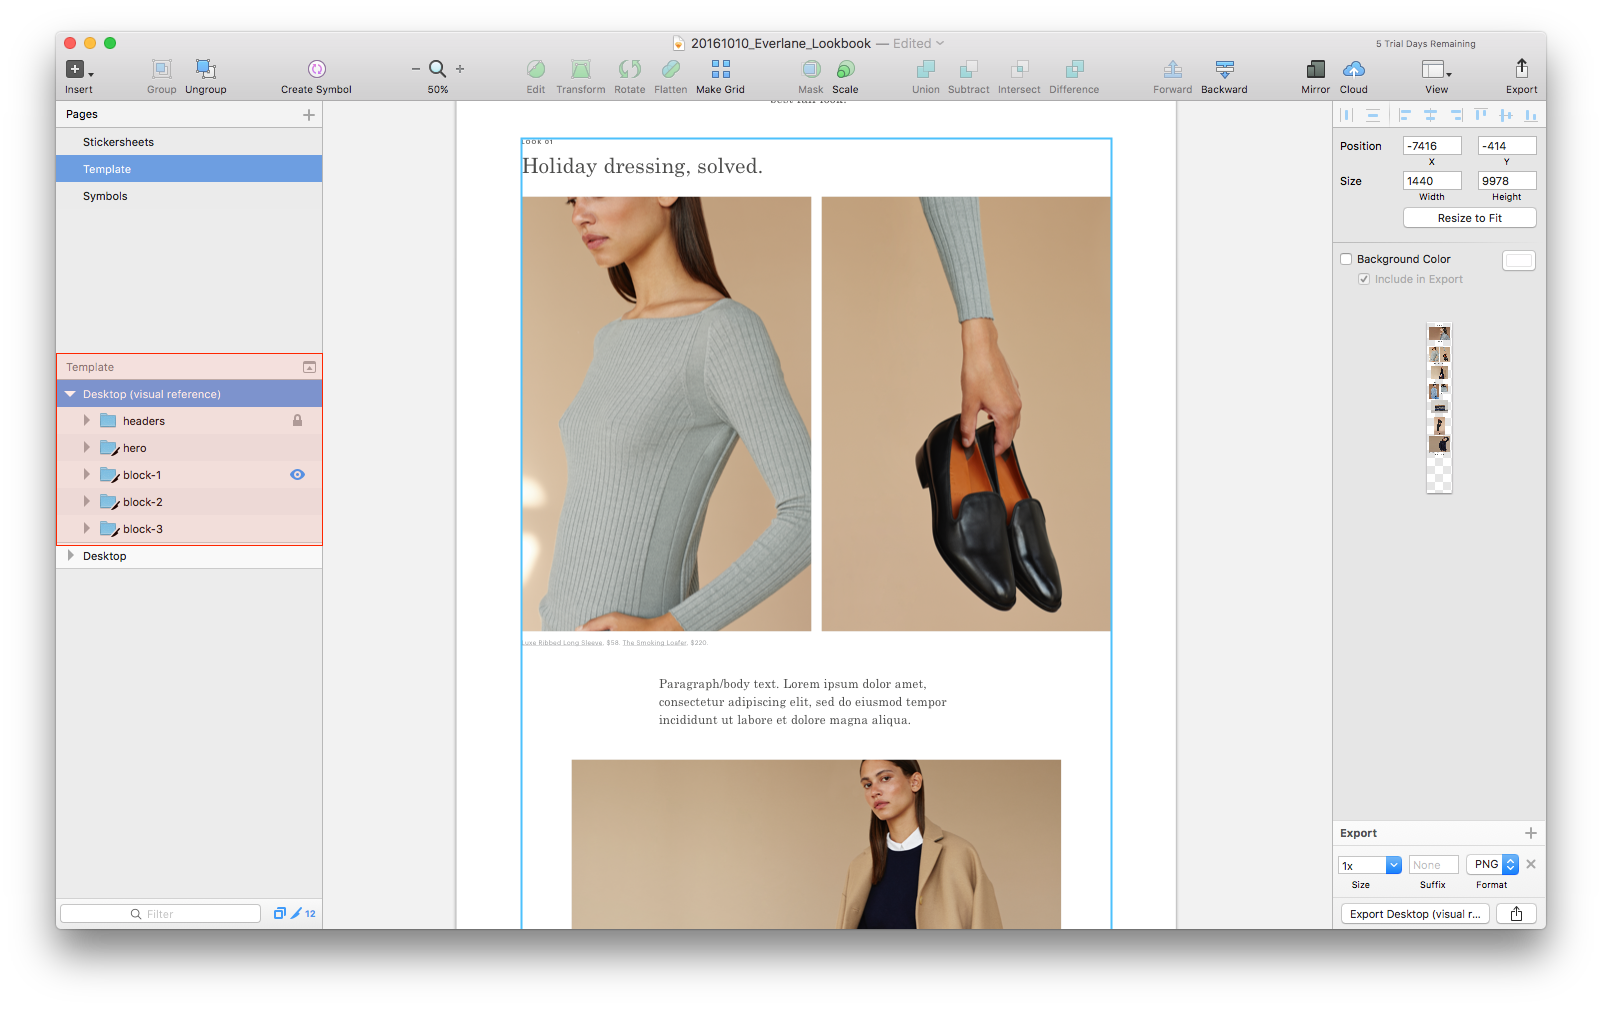 20161010_Everlane_Lookbook — Edited
5 Trial Days Remaining
Insert
Group
Ungroup
Create Symbol
50%
Edit
Transform
Rotate
Flatten
Make Grid
Mask
Scale
Union
Subtract
Intersect
Difference
Forward
Backward
Mirror
Cloud
View
Export
Pages
Stickersheets
Template
Symbols
Template
Desktop (visual reference)
headers
hero
block-1
block-2
block-3
Desktop
Filter
12
best fall look.
LOOK 01
Holiday dressing, solved.
Luxe Ribbed Long Sleeve, $58. The Smoking Loafer, $220.
Paragraph/body text. Lorem ipsum dolor amet,
consectetur adipiscing elit, sed do eiusmod tempor
incididunt ut labore et dolore magna aliqua.
Position
-7416
-414
X
Y
Size
1440
9978
Width
Height
Resize to Fit
Background Color
Include in Export
Export
1x
None
PNG
Size
Suffix
Format
Export Desktop (visual r...